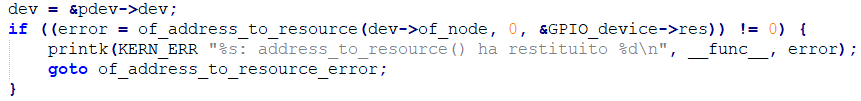 dev = &pdev->dev;
if ((error = of_address_to_resource(dev->of_node, 0, &GPIO_device->res)) != 0) {
    printk(KERN_ERR "%s: address_to_resource() ha restituito %d\n", __func__, error);
    goto of_address_to_resource_error;
}